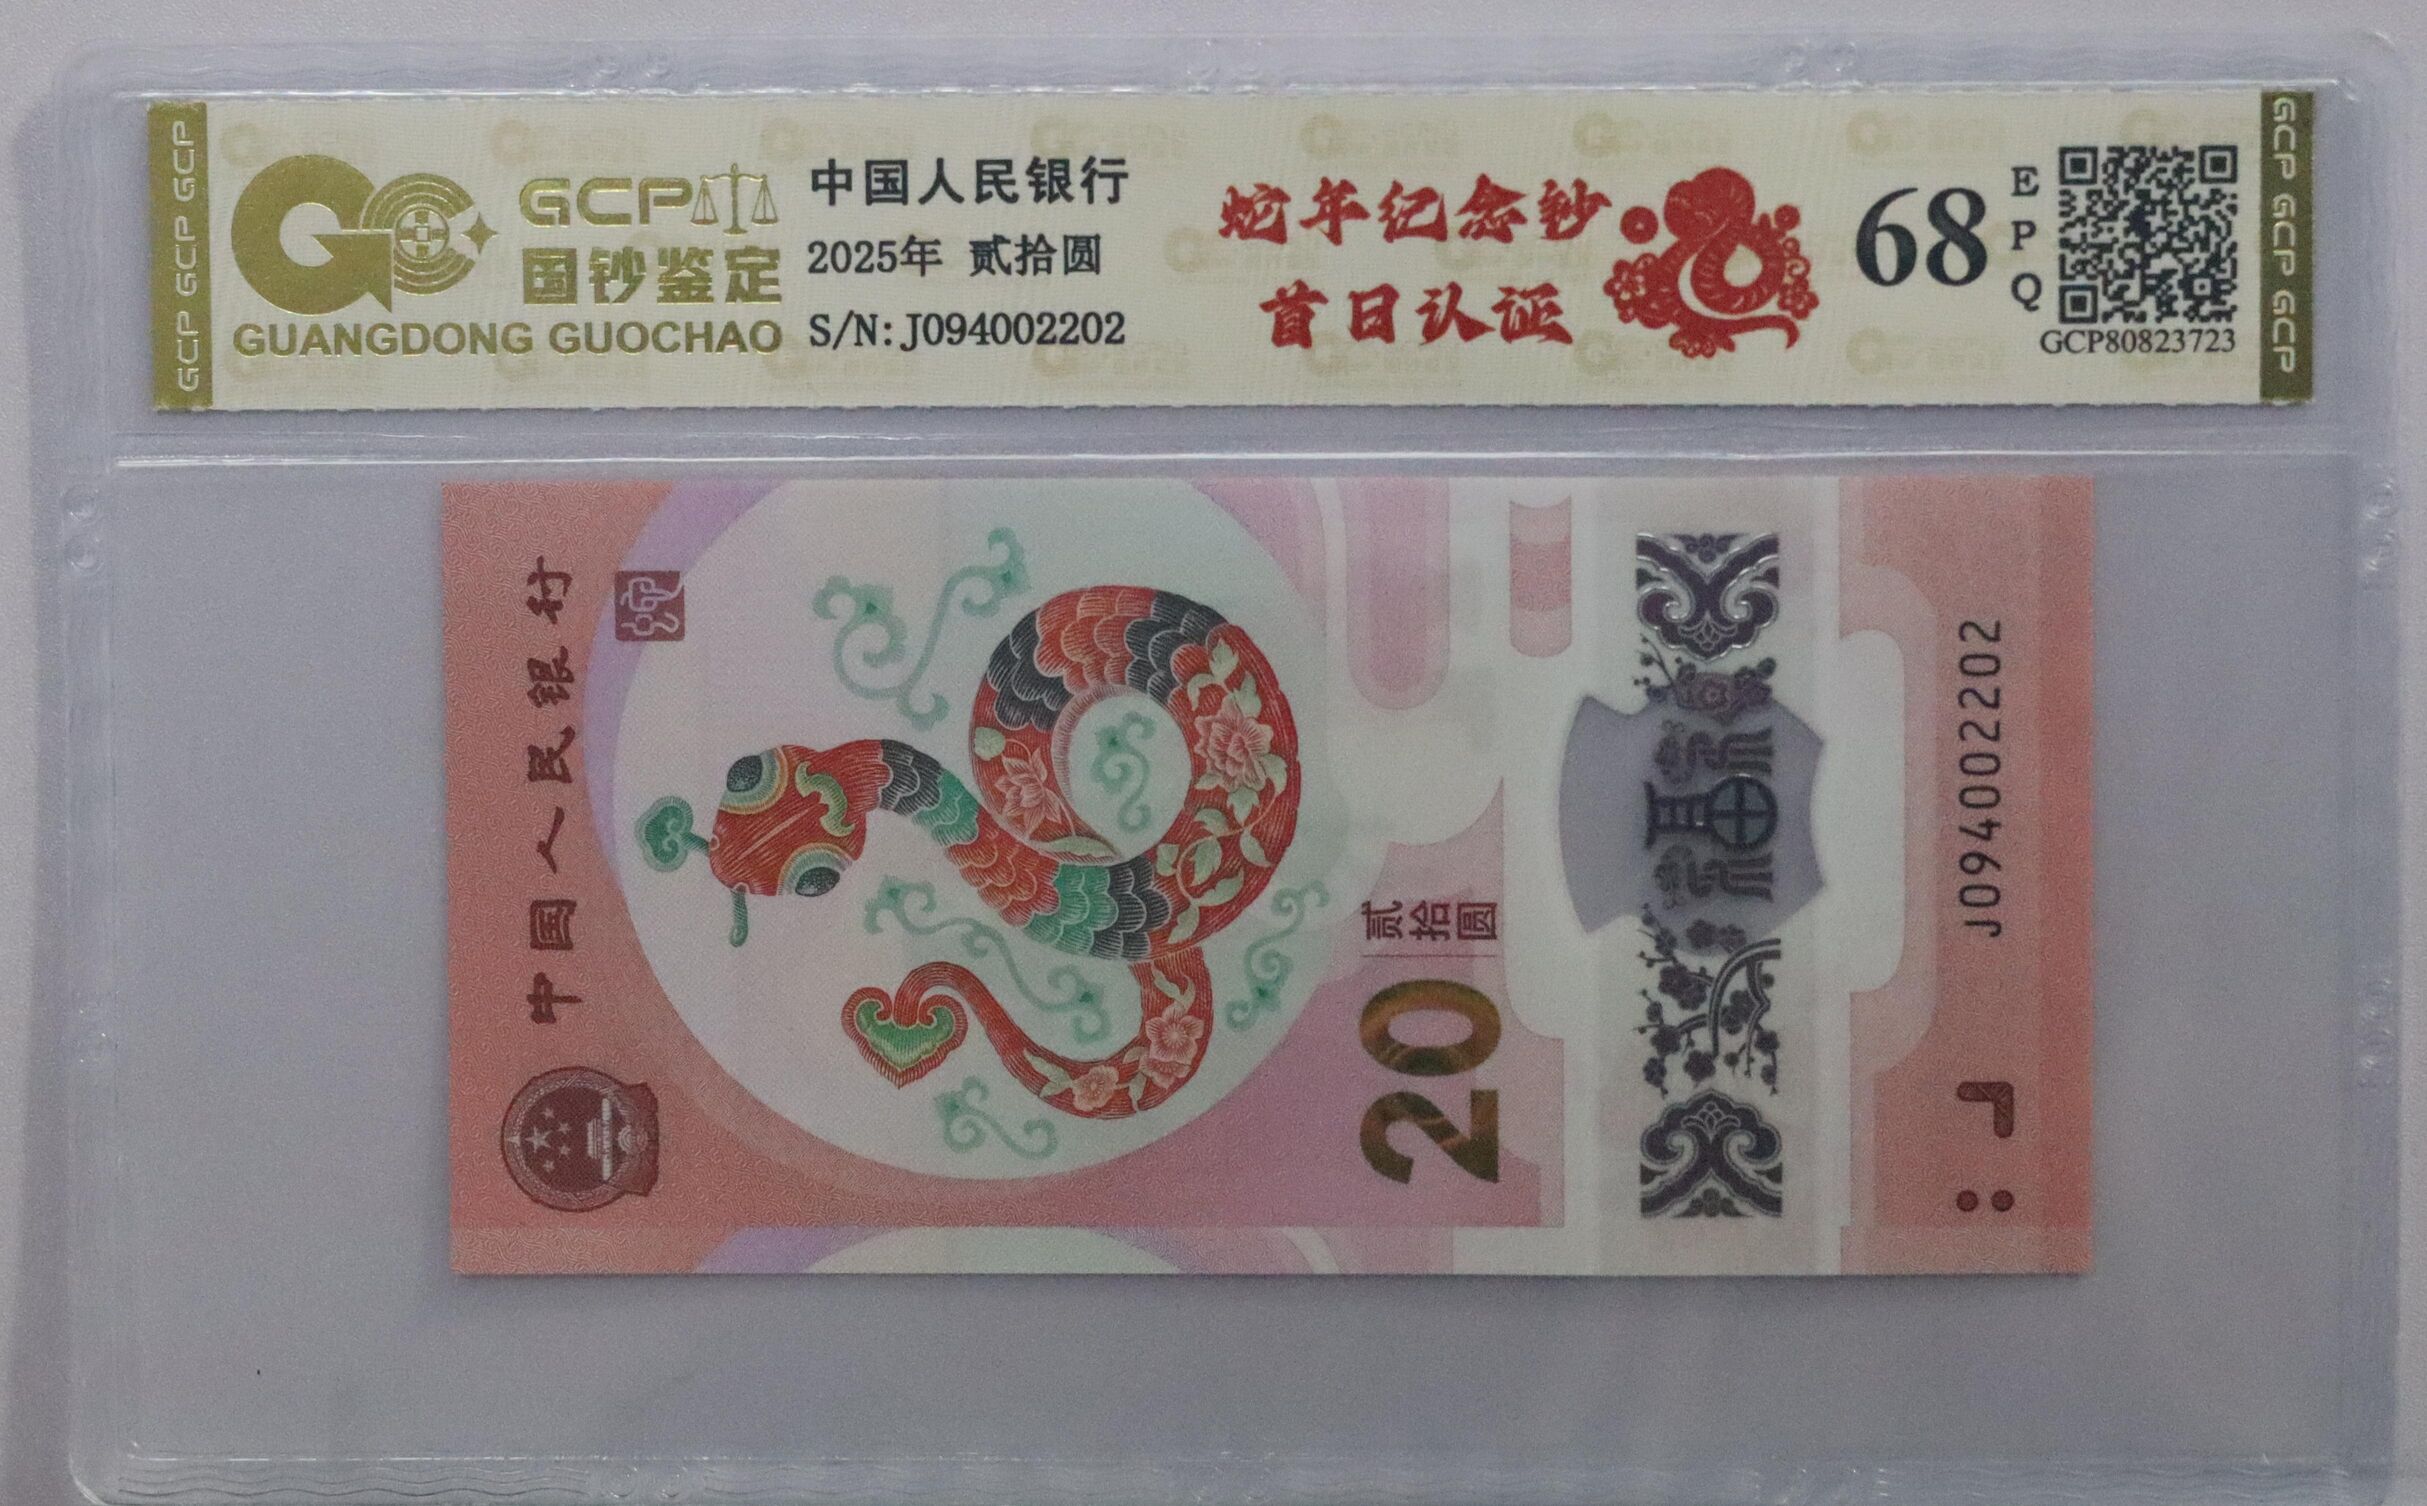 GCP GCP GCP
GCP
国钞鉴定
GUANGDONG GUOCHAO
中国人民银行
2025年 贰拾圆
S/N: J094002202
蛇年纪念钞
首日认证
68
EPQ
GCP80823723
GCP GCP GCP
中国人民银行
20
贰拾圆
福
J094002202